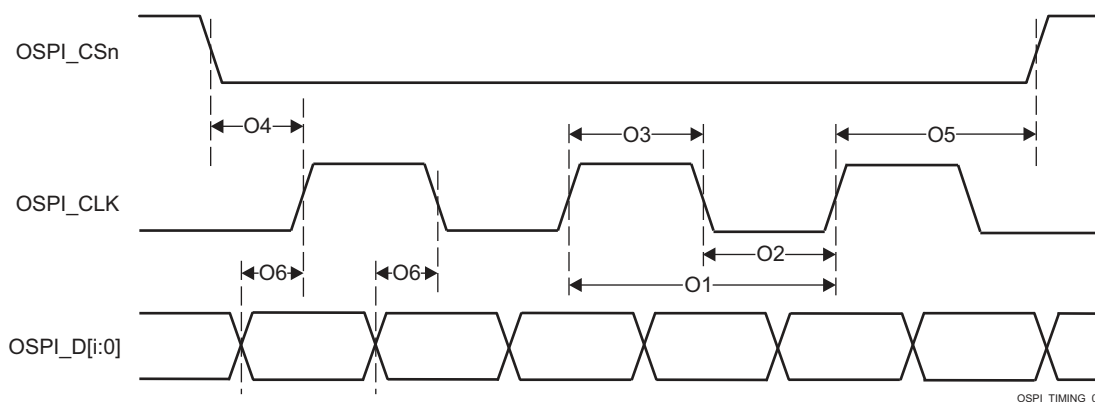 OSPI_CSn
O4
O3
O5
OSPI_CLK
O2
O6
O6
O1
OSPI_D[i:0]